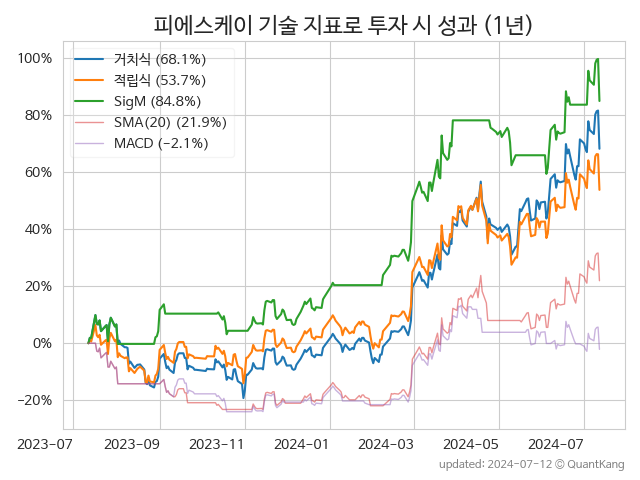 피에스케이 기술 지표로 투자 시 성과 (1년)
거치식 (68.1%)
적립식 (53.7%)
SigM (84.8%)
SMA(20) (21.9%)
MACD (−2.1%)
100%
80%
60%
40%
20%
0%
−20%
2023-07 2023-09 2023-11 2024-01 2024-03 2024-05 2024-07
updated: 2024-07-12 © QuantKang